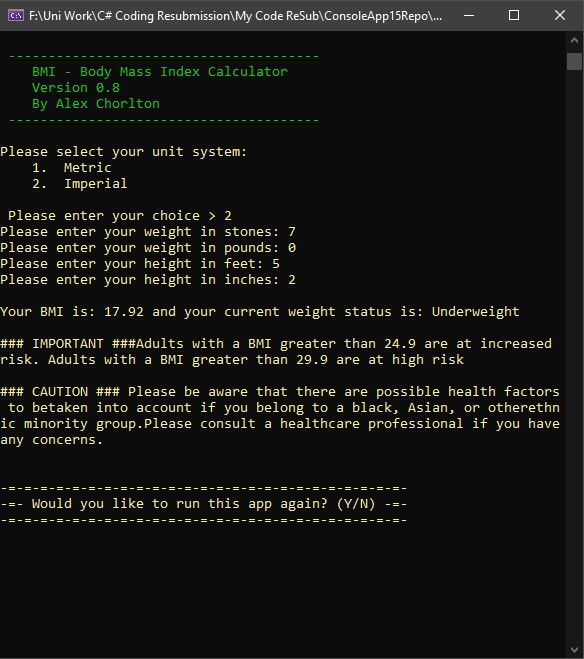 F:\Uni Work\C# Coding Resubmission\My Code ReSub\ConsoleApp15Repo\...
---------------------------------------
BMI - Body Mass Index Calculator
Version 0.8
By Alex Chorlton
---------------------------------------
Please select your unit system:
1.  Metric
2.  Imperial
Please enter your choice > 2
Please enter your weight in stones: 7
Please enter your weight in pounds: 0
Please enter your height in feet: 5
Please enter your height in inches: 2
Your BMI is: 17.92 and your current weight status is: Underweight
### IMPORTANT ###Adults with a BMI greater than 24.9 are at increased
risk. Adults with a BMI greater than 29.9 are at high risk
### CAUTION ### Please be aware that there are possible health factors
to betaken into account if you belong to a black, Asian, or otherethn
ic minority group.Please consult a healthcare professional if you have
any concerns.
-=-=-=-=-=-=-=-=-=-=-=-=-=-=-=-=-=-=-=-=-=-=-=-=-=-
-=- Would you like to run this app again? (Y/N) -=-
-=-=-=-=-=-=-=-=-=-=-=-=-=-=-=-=-=-=-=-=-=-=-=-=-=-